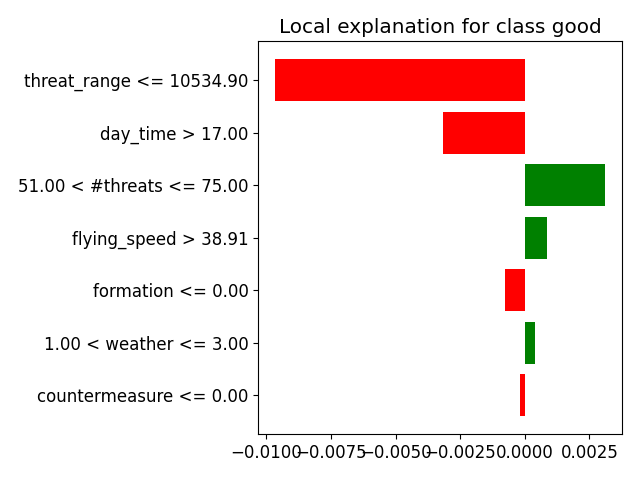 Local explanation for class good
threat_range <= 10534.90
day_time > 17.00
51.00 < #threats <= 75.00
flying_speed > 38.91
formation <= 0.00
1.00 < weather <= 3.00
countermeasure <= 0.00
−0.0100 −0.0075 −0.0050 −0.0025 0.0000 0.0025